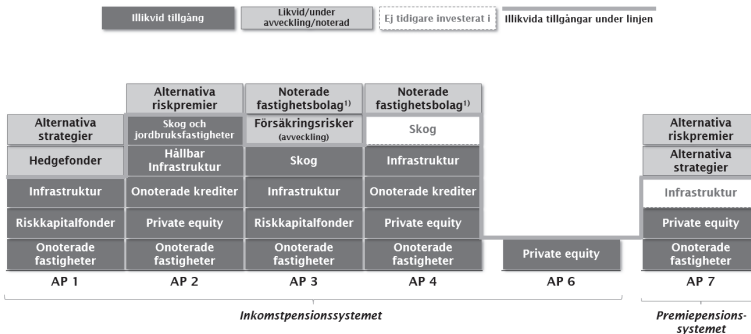 Illikvid tillgång
Likvid/under
avveckling/noterad
Ej tidigare investerat i
Illikvida tillgångar under linjen
Alternativa
strategier
Hedgefonder
Infrastruktur
Riskkapitalfonder
Onoterade
fastigheter
AP 1
Alternativa
riskpremier
Skog och
jordbruksfastigheter
Hållbar
Infrastruktur
Onoterade krediter
Private equity
Onoterade
fastigheter
AP 2
Noterade
fastighetsbolag1)
Försäkringsrisker
(avveckling)
Skog
Infrastruktur
Riskkapitalfonder
Onoterade
fastigheter
AP 3
Noterade
fastighetsbolag1)
Skog
Infrastruktur
Onoterade krediter
Private equity
Onoterade
fastigheter
AP 4
Private equity
AP 6
Alternativa
riskpremier
Alternativa
strategier
Infrastruktur
Private equity
Onoterade
fastigheter
AP 7
Inkomstpensionssystemet
Premiepensions-
systemet